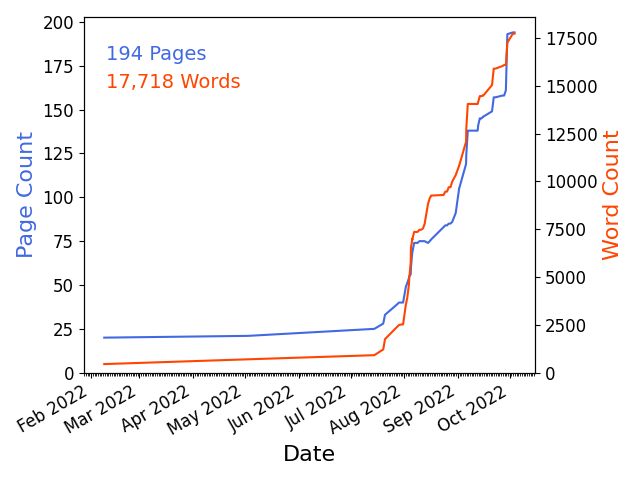 194 Pages
17,718 Words
Page Count
200
175
150
125
100
75
50
25
0
Word Count
17500
15000
12500
10000
7500
5000
2500
0
Feb 2022
Mar 2022
Apr 2022
May 2022
Jun 2022
Jul 2022
Aug 2022
Sep 2022
Oct 2022
Date